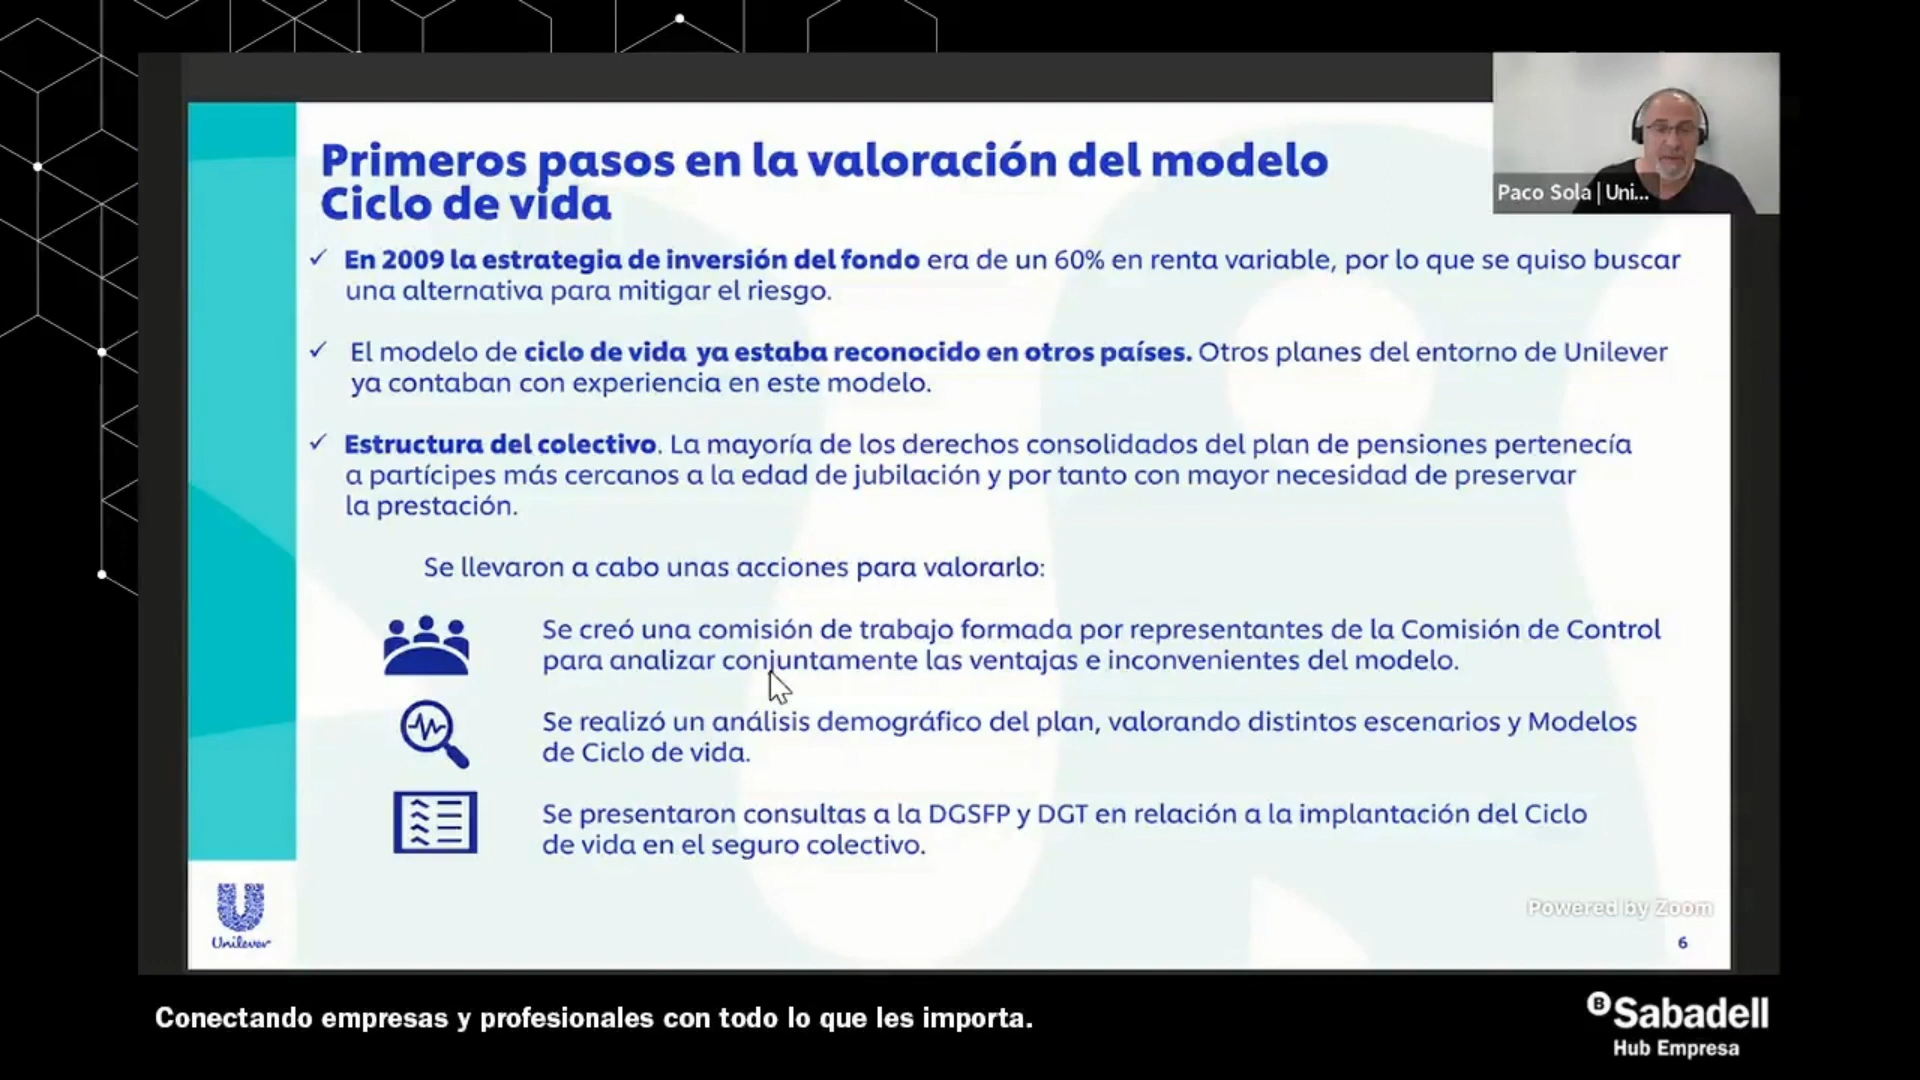 Primeros pasos en la valoración del modelo
Ciclo de vida
Paco Sola | Uni...
✓ En 2009 la estrategia de inversión del fondo era de un 60% en renta variable, por lo que se quiso buscar
una alternativa para mitigar el riesgo.
✓ El modelo de ciclo de vida ya estaba reconocido en otros países. Otros planes del entorno de Unilever
ya contaban con experiencia en este modelo.
✓ Estructura del colectivo. La mayoría de los derechos consolidados del plan de pensiones pertenecía
a partícipes más cercanos a la edad de jubilación y por tanto con mayor necesidad de preservar
la prestación.
Se llevaron a cabo unas acciones para valorarlo:
Se creó una comisión de trabajo formada por representantes de la Comisión de Control
para analizar conjuntamente las ventajas e inconvenientes del modelo.
Se realizó un análisis demográfico del plan, valorando distintos escenarios y Modelos
de Ciclo de vida.
Se presentaron consultas a la DGSFP y DGT en relación a la implantación del Ciclo
de vida en el seguro colectivo.
Unilever
Powered by Zoom
6
Conectando empresas y profesionales con todo lo que les importa.
B Sabadell
Hub Empresa